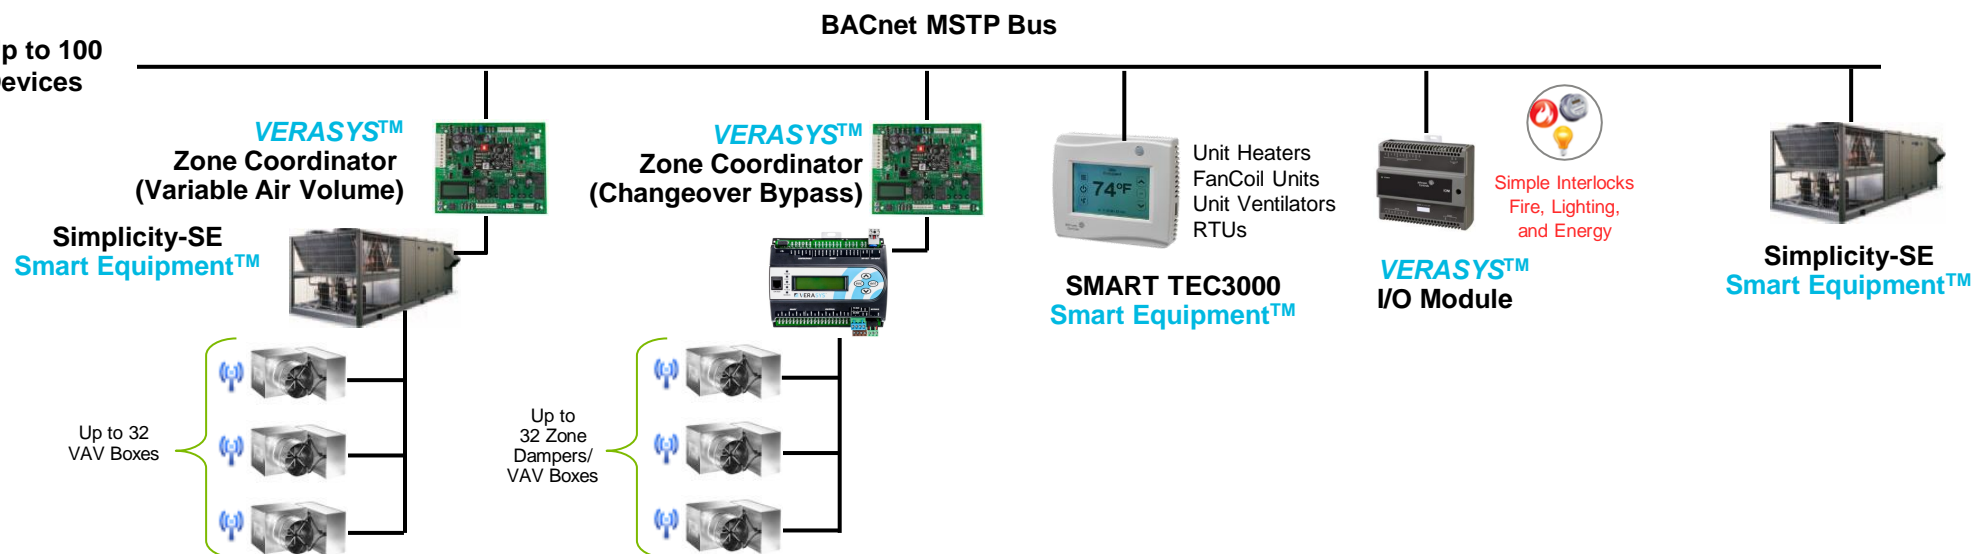 BACnet MSTP Bus
p to 100
evices
VERASYS™
Zone Coordinator
(Variable Air Volume)
Simplicity-SE
Smart Equipment™
Up to 32
VAV Boxes
VERASYS™
Zone Coordinator
(Changeover Bypass)
VERASYS
Up to
32 Zone
Dampers/
VAV Boxes
74°F
Unit Heaters
FanCoil Units
Unit Ventilators
RTUs
SMART TEC3000
Smart Equipment™
Simple Interlocks
Fire, Lighting,
and Energy
VERASYS™
I/O Module
Simplicity-SE
Smart Equipment™